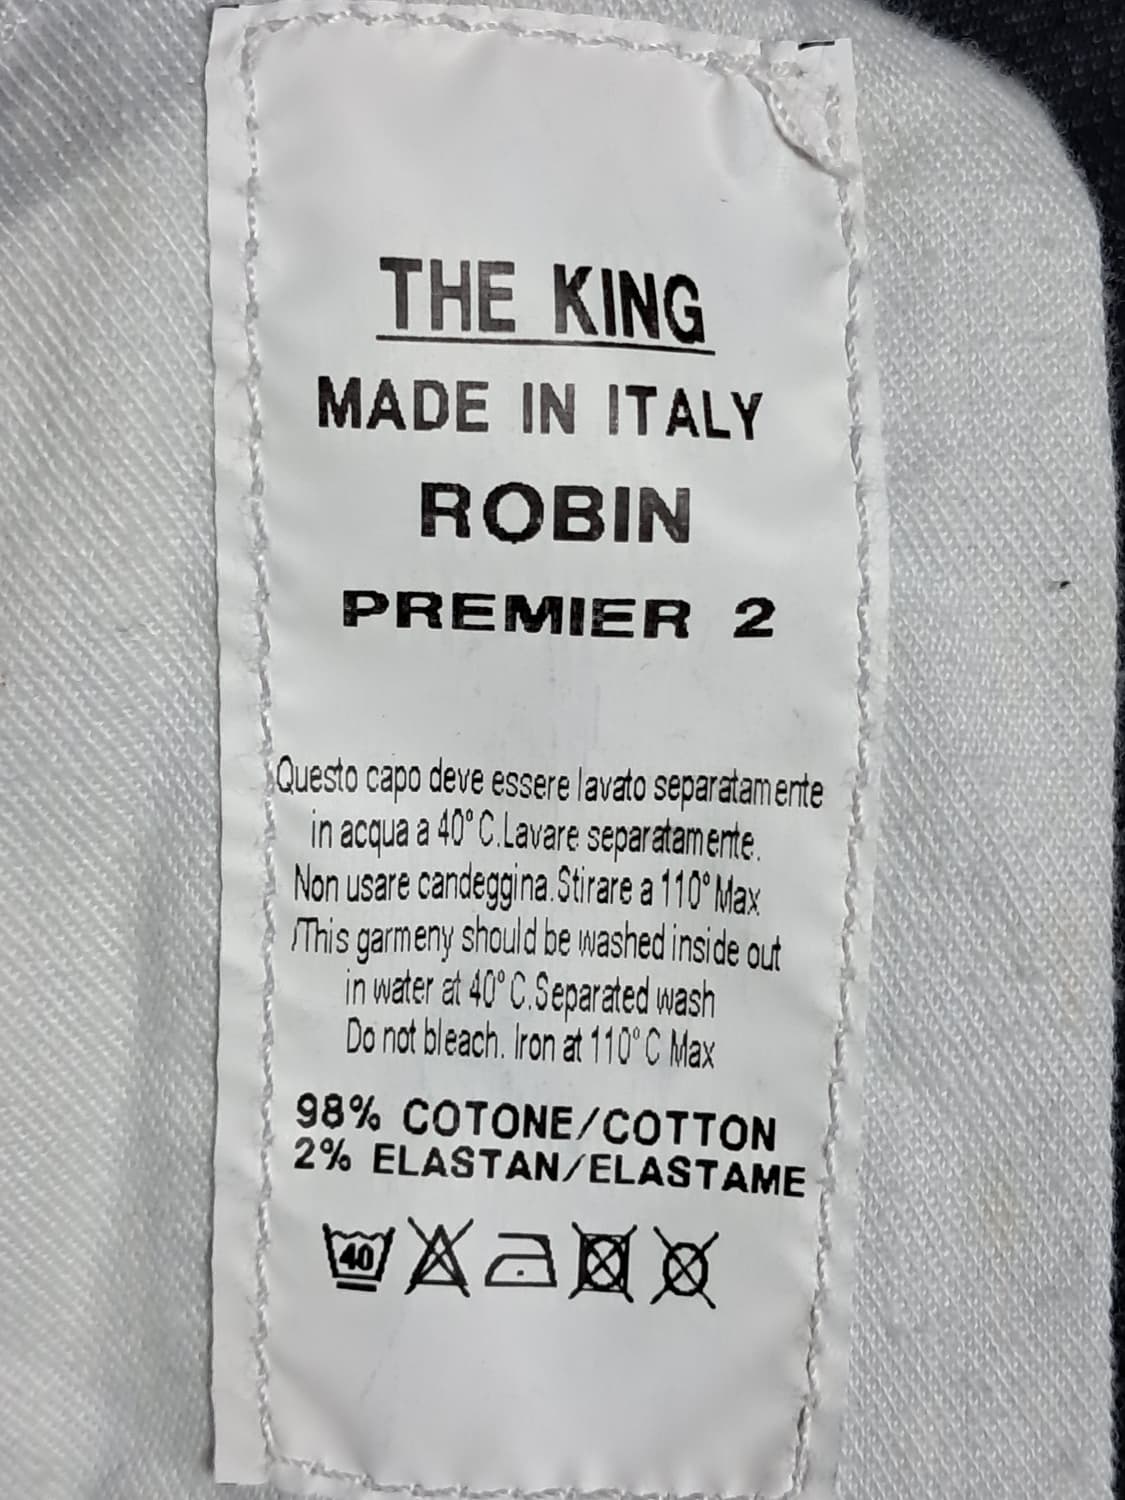 THE KING
MADE IN ITALY
ROBIN
PREMIER 2
Questo capo deve essere lavato separatamente
in acqua a 40° C.Lavare separatamente.
Non usare candeggina.Stirare a 110° Max
/This garmeny should be washed inside out
in water at 40° C.Separated wash
Do not bleach. Iron at 110° C Max
98% COTONE/COTTON
2% ELASTAN/ELASTAME
40